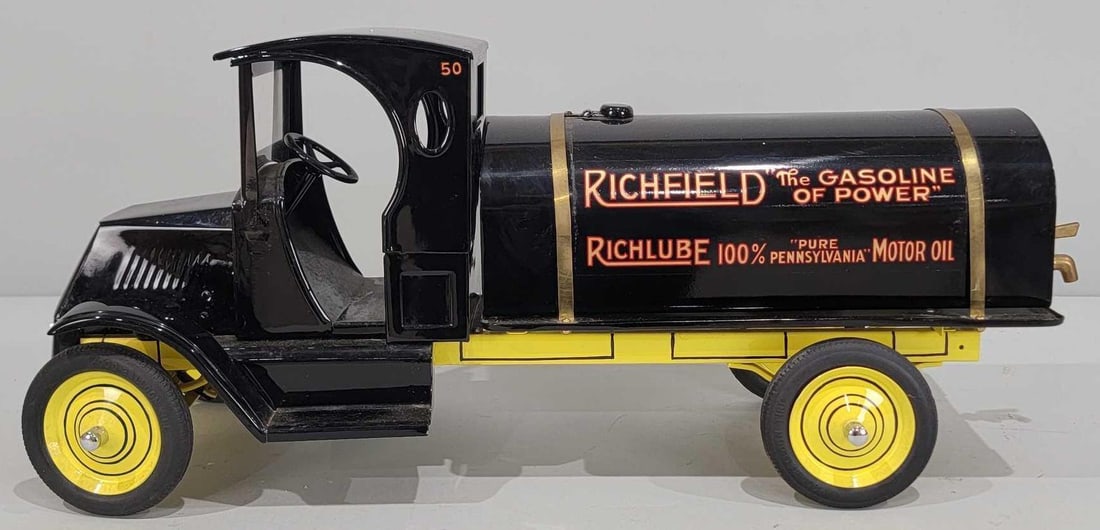 50
RICHFIELD "The GASOLINE
OF POWER"
RICHLUBE 100% "PURE
PENNSYLVANIA" MOTOR OIL